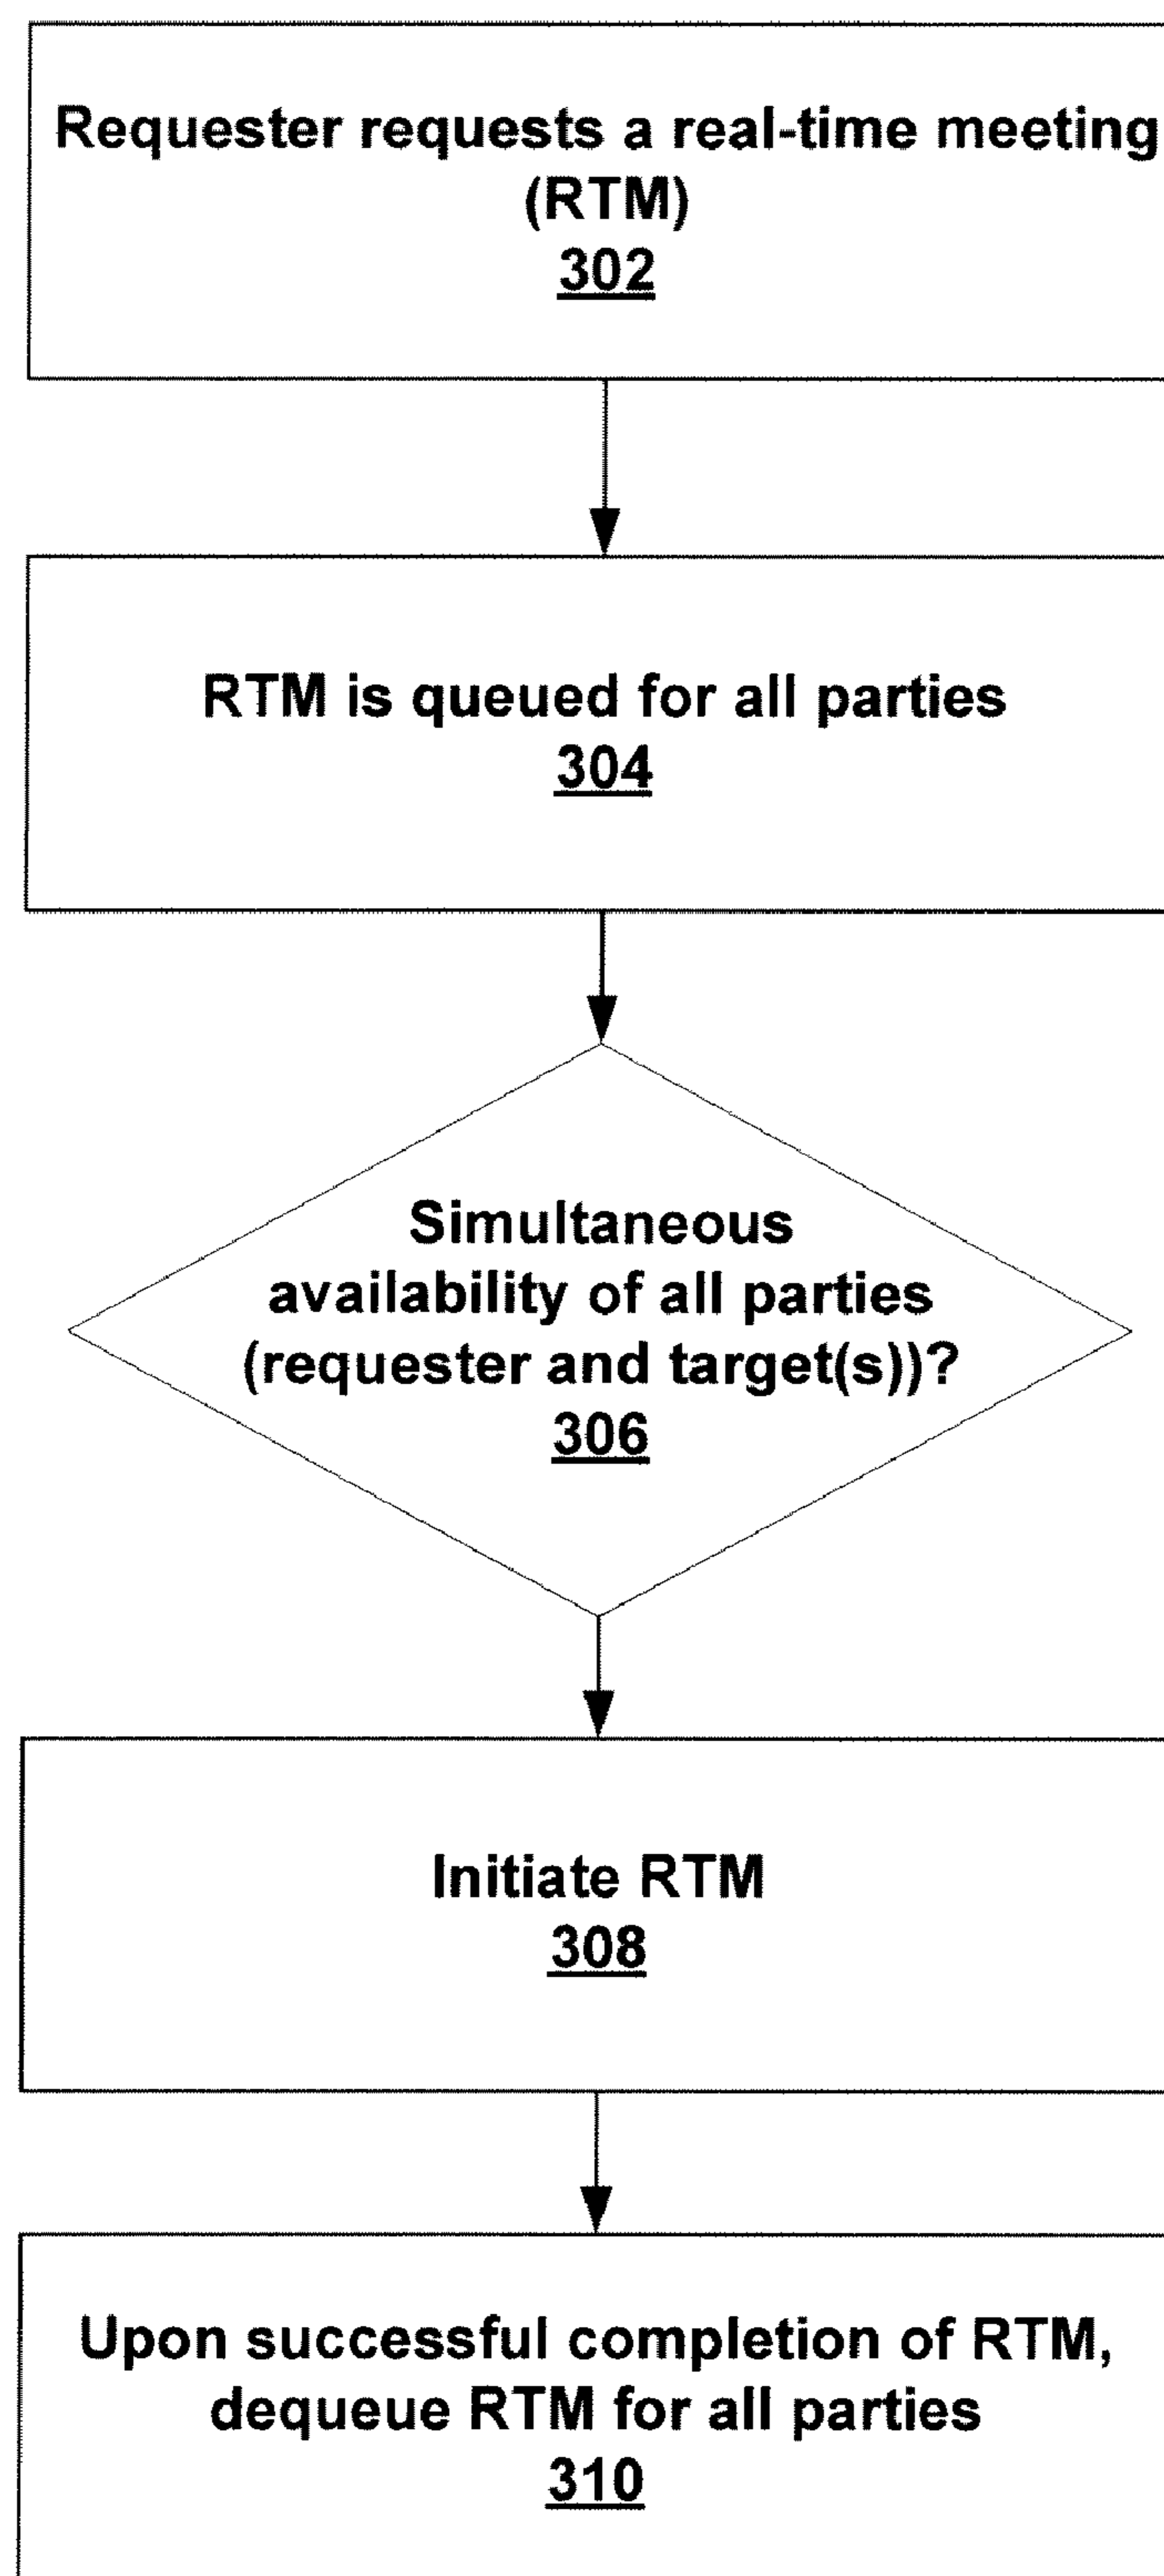 Requester requests a real-time meeting
(RTM)
302
RTM is queued for all parties
304
Simultaneous
availability of all parties
(requester and target(s))?
306
Initiate RTM
308
Upon successful completion of RTM,
dequeue RTM for all parties
310